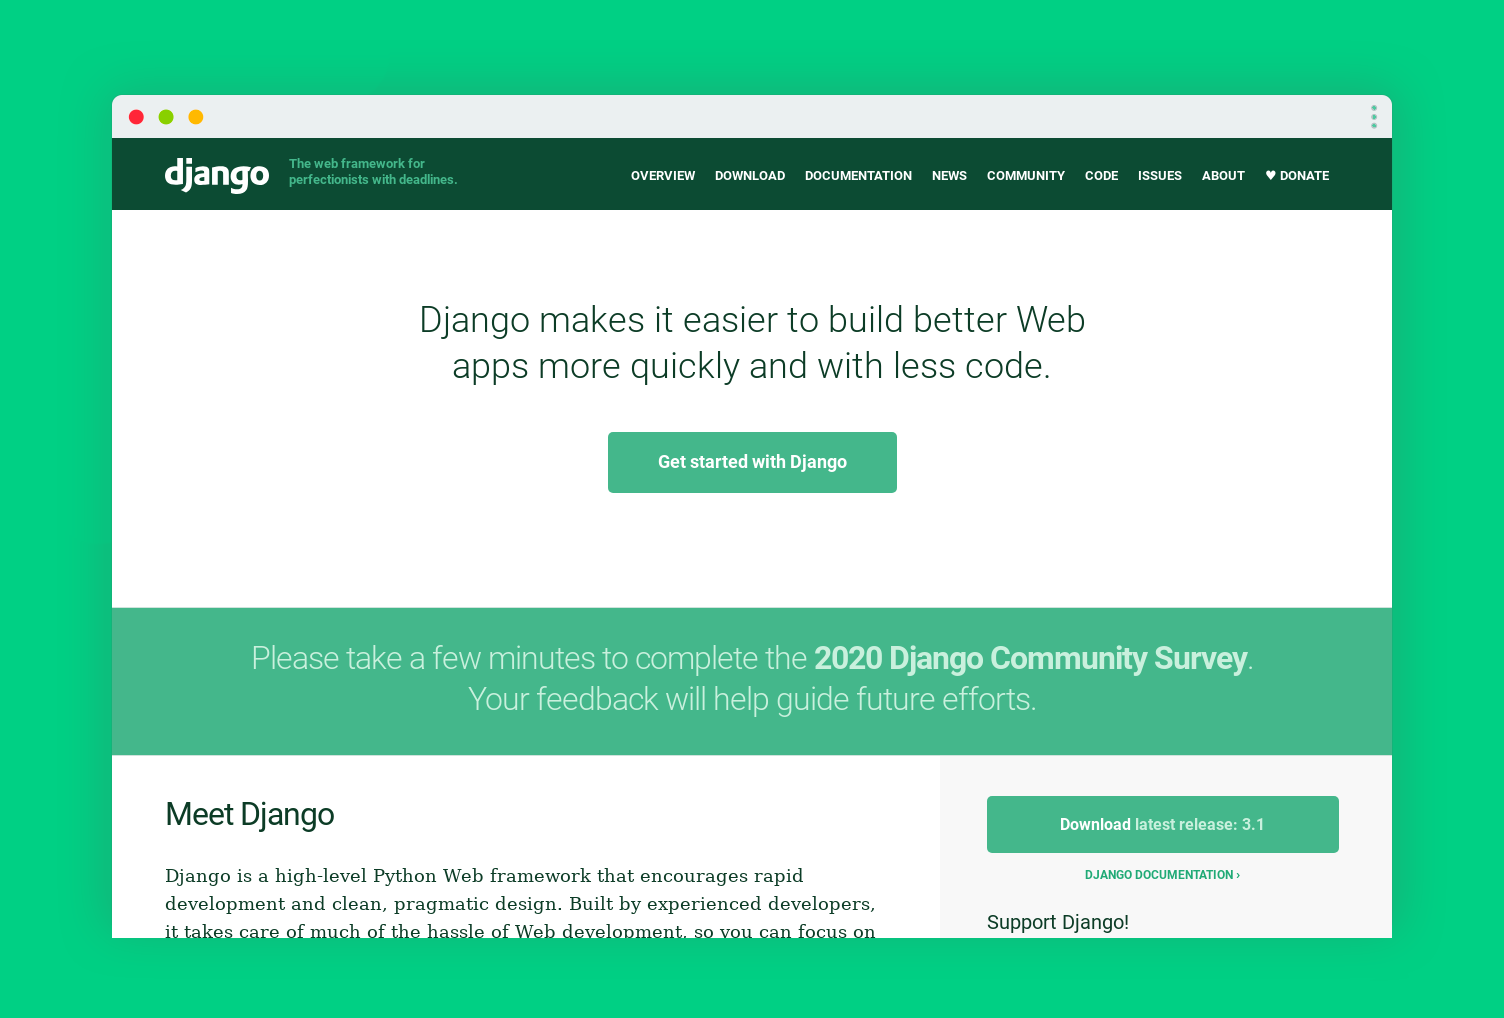 django
The web framework for
perfectionists with deadlines.
OVERVIEW DOWNLOAD DOCUMENTATION NEWS COMMUNITY CODE ISSUES ABOUT ♥ DONATE
Django makes it easier to build better Web
apps more quickly and with less code.
Get started with Django
Please take a few minutes to complete the 2020 Django Community Survey.
Your feedback will help guide future efforts.
Meet Django
Django is a high-level Python Web framework that encourages rapid
development and clean, pragmatic design. Built by experienced developers,
it takes care of much of the hassle of Web development, so you can focus on
Download latest release: 3.1
DJANGO DOCUMENTATION ›
Support Django!